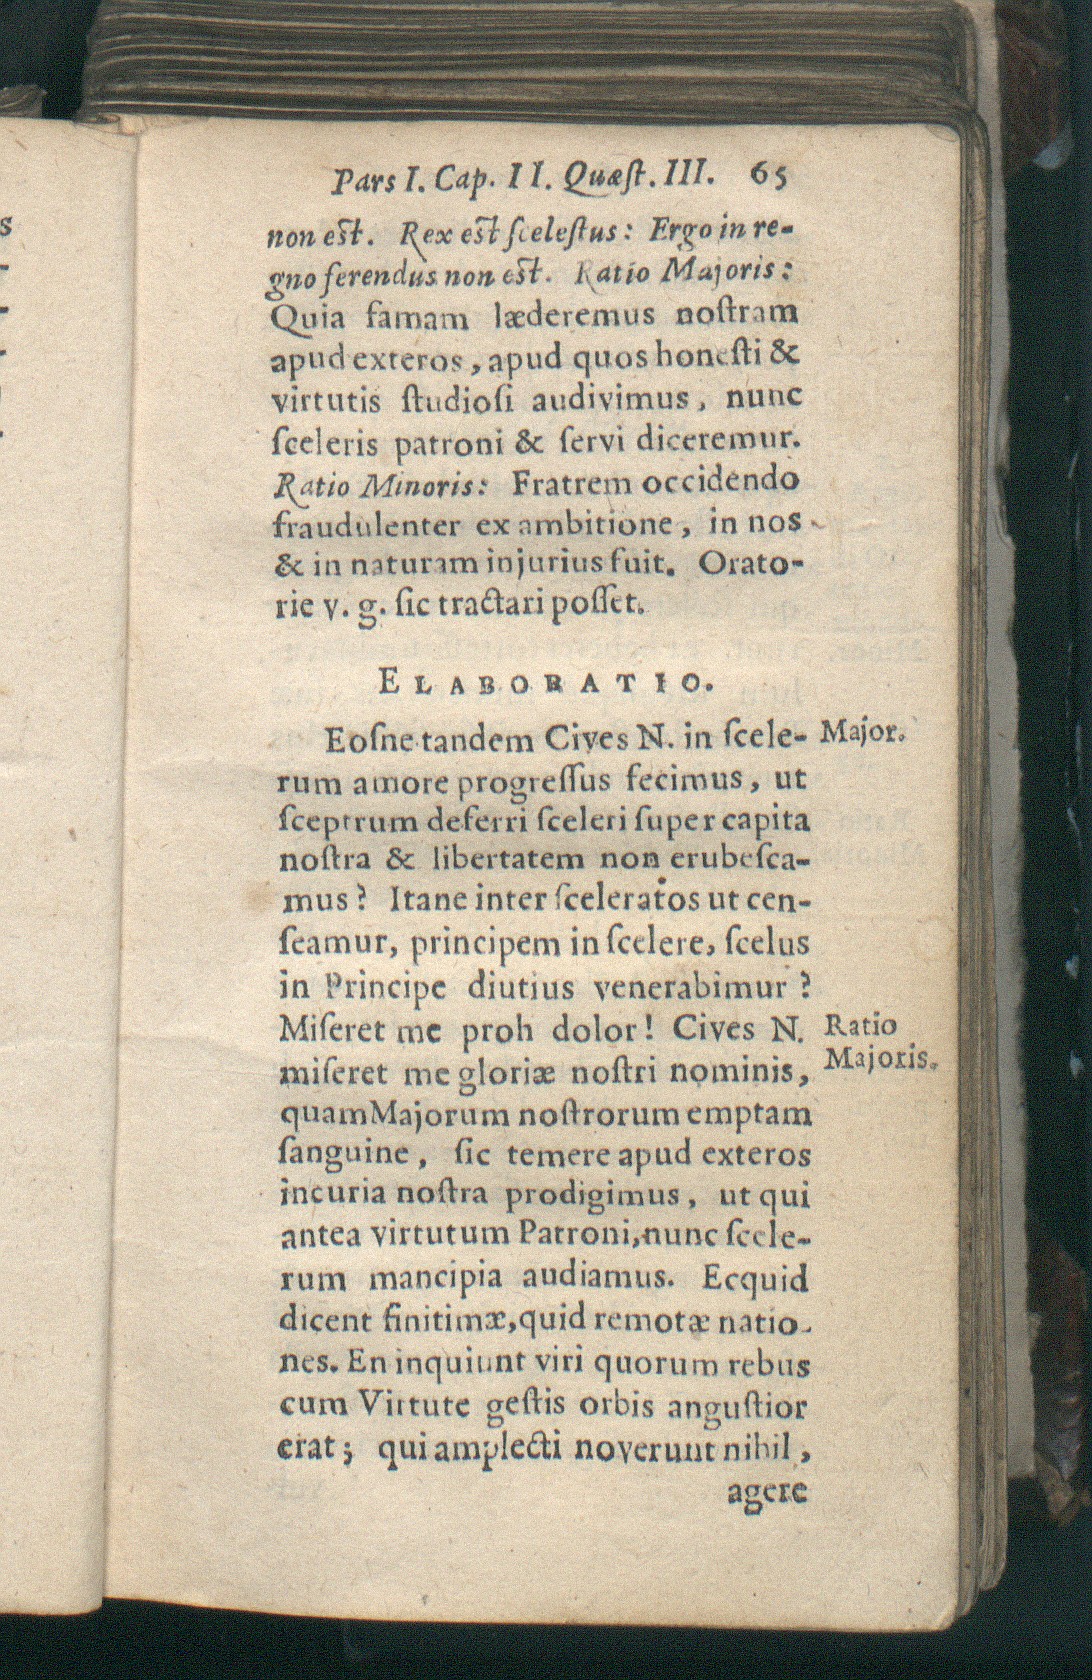 Pars I. Cap. II. Quæſt. III. 65
non eſt. Rex eſt ſceleſtus: Ergo in re-
gno ferendus non eſt. Ratio Majoris:
Quia famam læderemus noſtram
apud exteros, apud quos honeſti &
virtutis ſtudioſi audivimus, nunc
ſceleris patroni & ſervi diceremur.
Ratio Minoris: Fratrem occidendo
fraudulenter ex ambitione, in nos
& in naturam injurius fuit. Orato-
rie v. g. ſic tractari poſſet.
ELABORATIO.
Eoſne tandem Cives N. in ſcele- Major.
rum amore progreſſus fecimus, ut
ſceptrum deferri ſceleri ſuper capita
noſtra & libertatem non erubeſca-
mus? Itane inter ſceleratos ut cen-
ſeamur, principem in ſcelere, ſcelus
in Principe diutius venerabimur?
Miſeret me proh dolor! Cives N. Ratio
miſeret me gloriæ noſtri nominis, Majoris.
quam Majorum noſtrorum emptam
ſanguine, ſic temere apud exteros
incuria noſtra prodigimus, ut qui
antea virtutum Patroni, nunc ſcele-
rum mancipia audiamus. Ecquid
dicent finitimæ, quid remotæ natio-
nes. En inquiunt viri quorum rebus
cum Virtute geſtis orbis anguſtior
erat; qui amplecti noverunt nihil,
agere